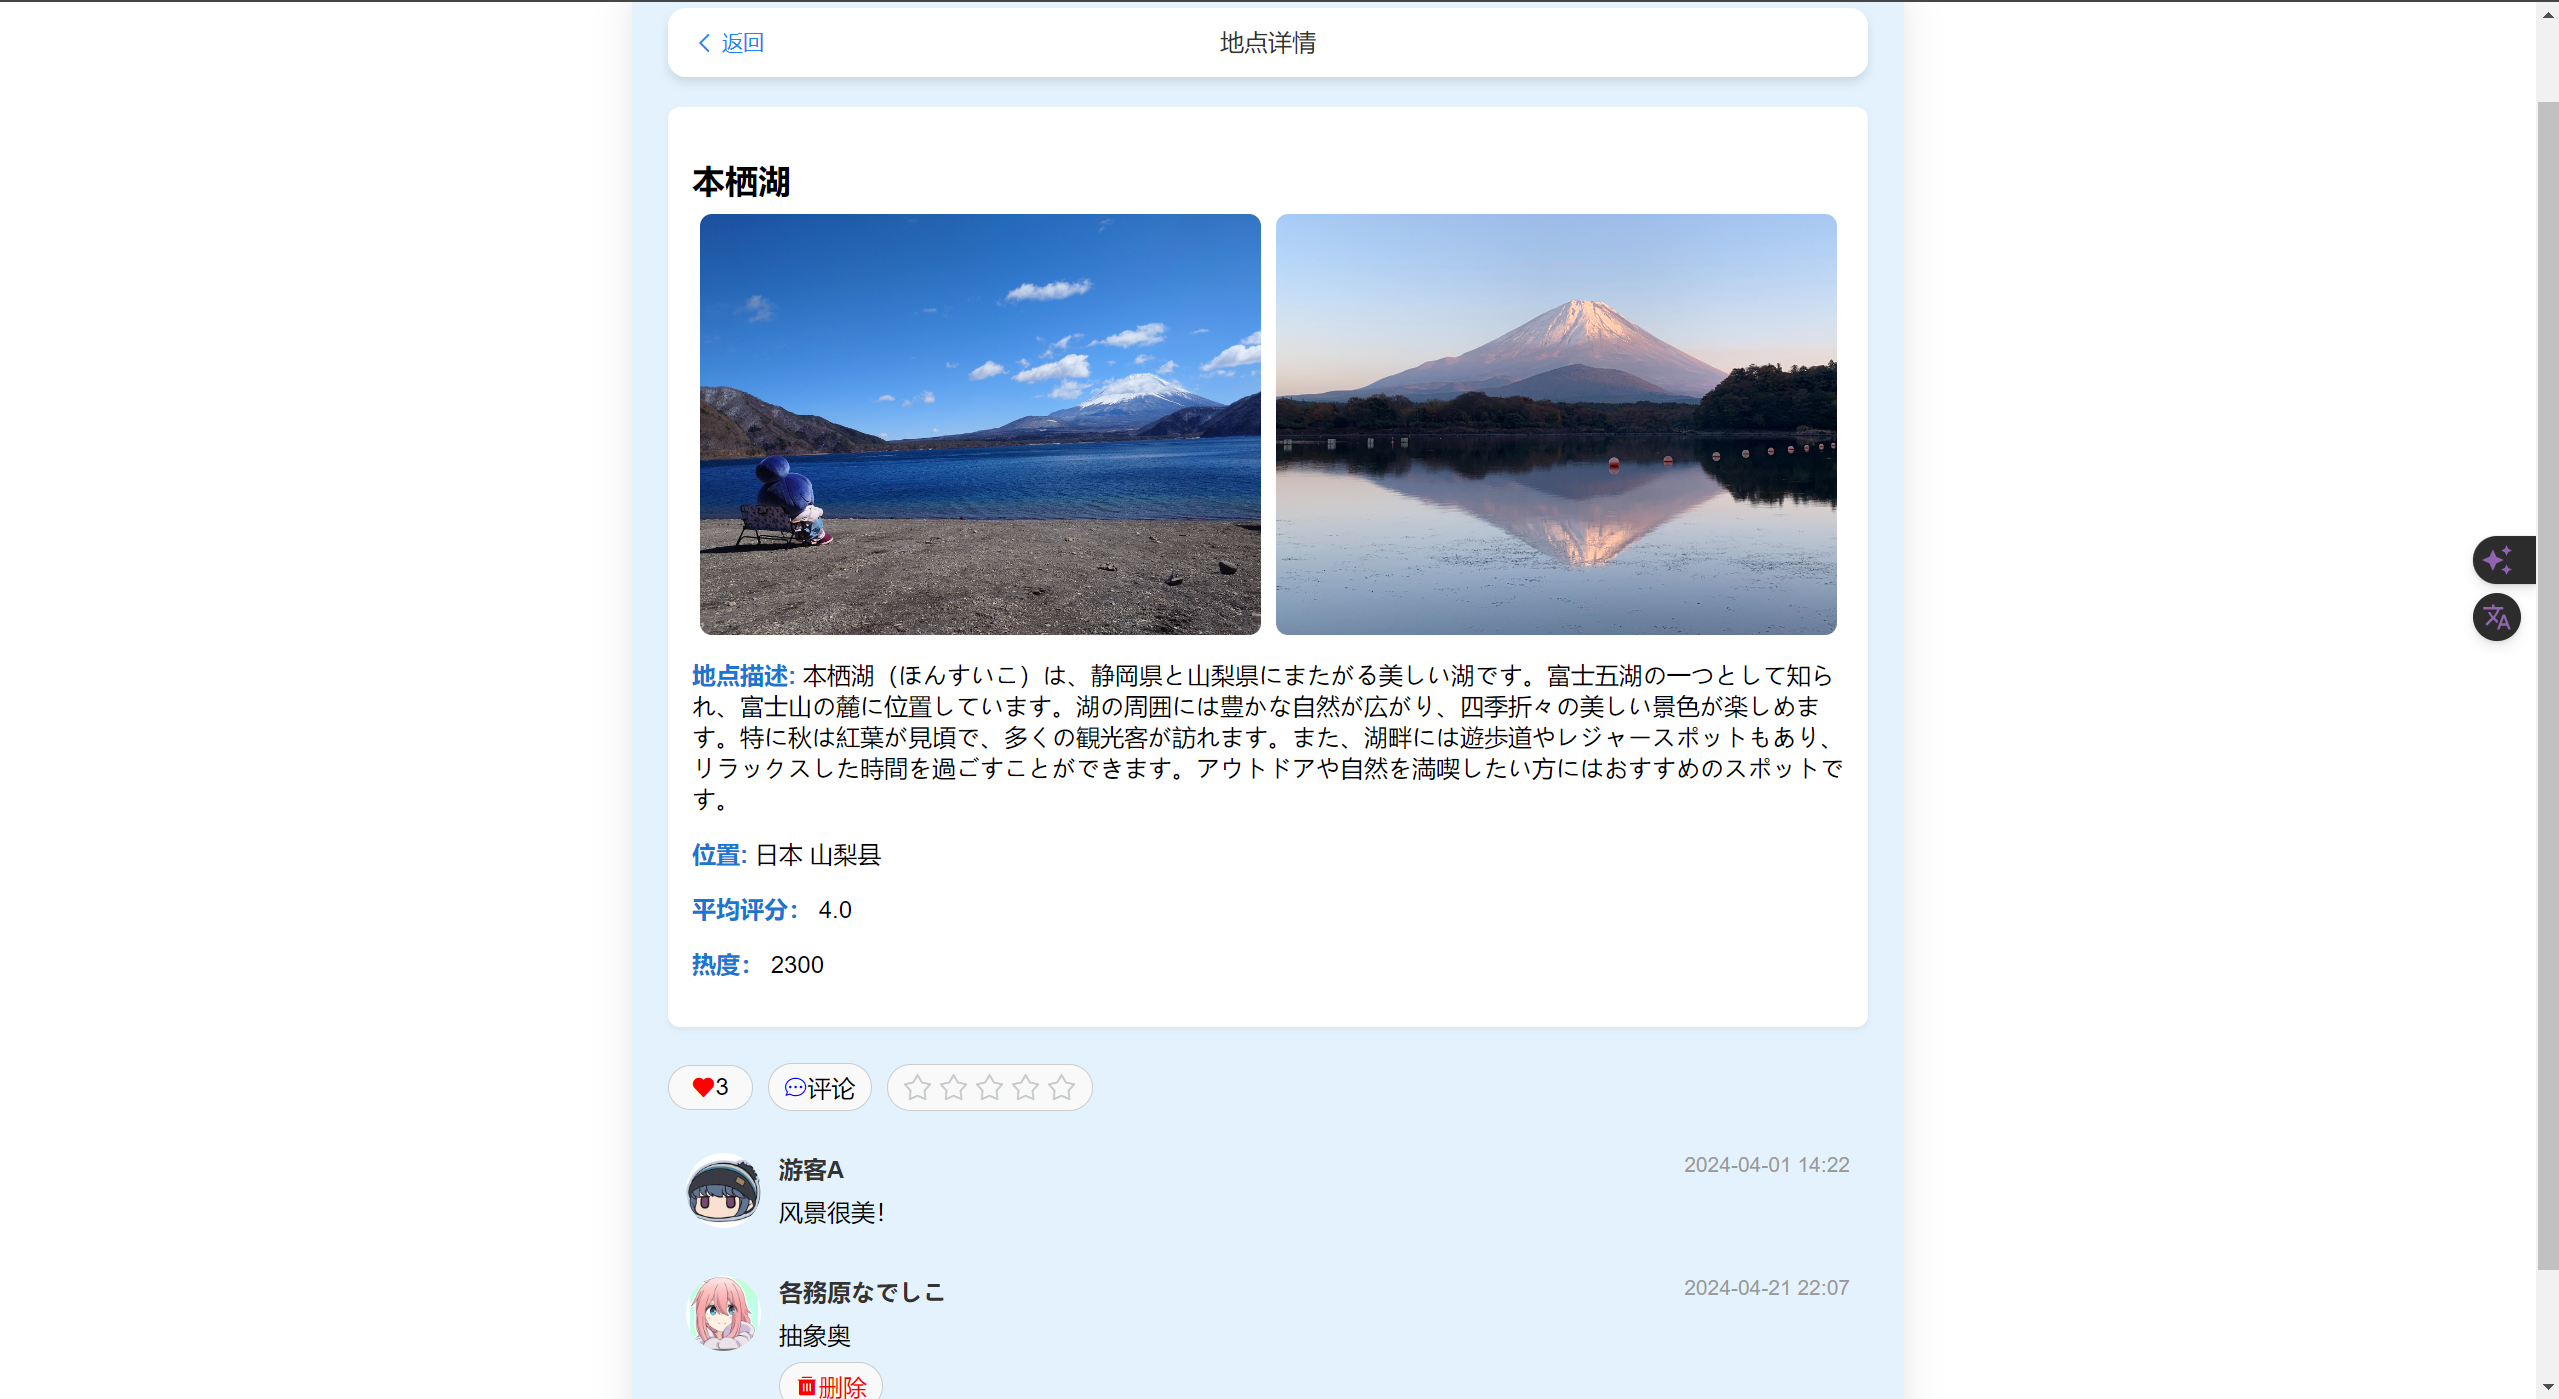 返回
地点详情
本栖湖
地点描述: 本栖湖（ほんすいこ）は、静岡県と山梨県にまたがる美しい湖です。富士五湖の一つとして知ら
れ、富士山の麓に位置しています。湖の周囲には豊かな自然が広がり、四季折々の美しい景色が楽しめま
す。特に秋は紅葉が見頃で、多くの観光客が訪れます。また、湖畔には遊歩道やレジャースポットもあり、
リラックスした時間を過ごすことができます。アウトドアや自然を満喫したい方にはおすすめのスポットで
す。
位置: 日本 山梨县
平均评分： 4.0
热度： 2300
3 评论
游客A 2024-04-01 14:22
风景很美！
各務原なでしこ 2024-04-21 22:07
抽象奥
删除